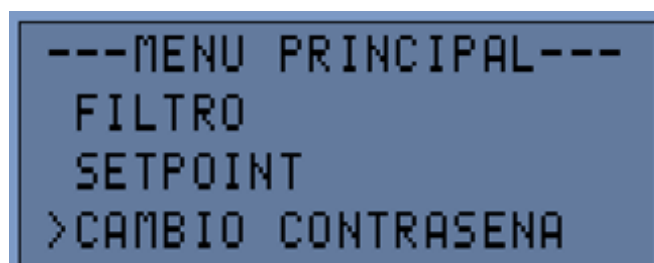 ---MENU PRINCIPAL---
FILTRO
SETPOINT
>CAMBIO CONTRASENA